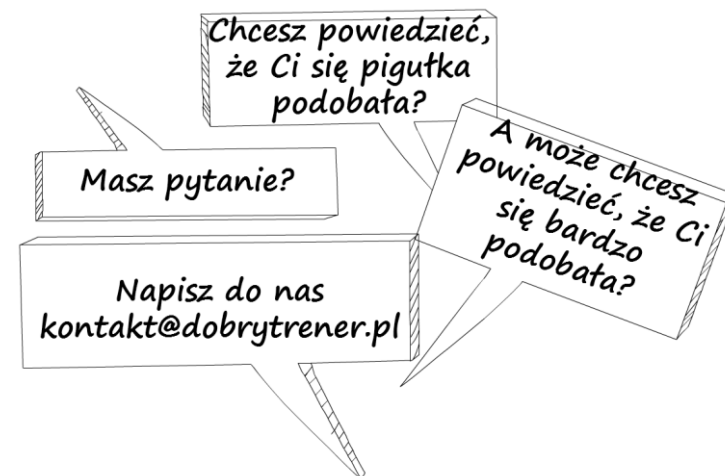 Chcesz powiedzieć,
że Ci się pigułka
podobała?
Masz pytanie?
A może chcesz
powiedzieć, że Ci
się bardzo
podobała?
Napisz do nas
kontakt@dobrytrener.pl